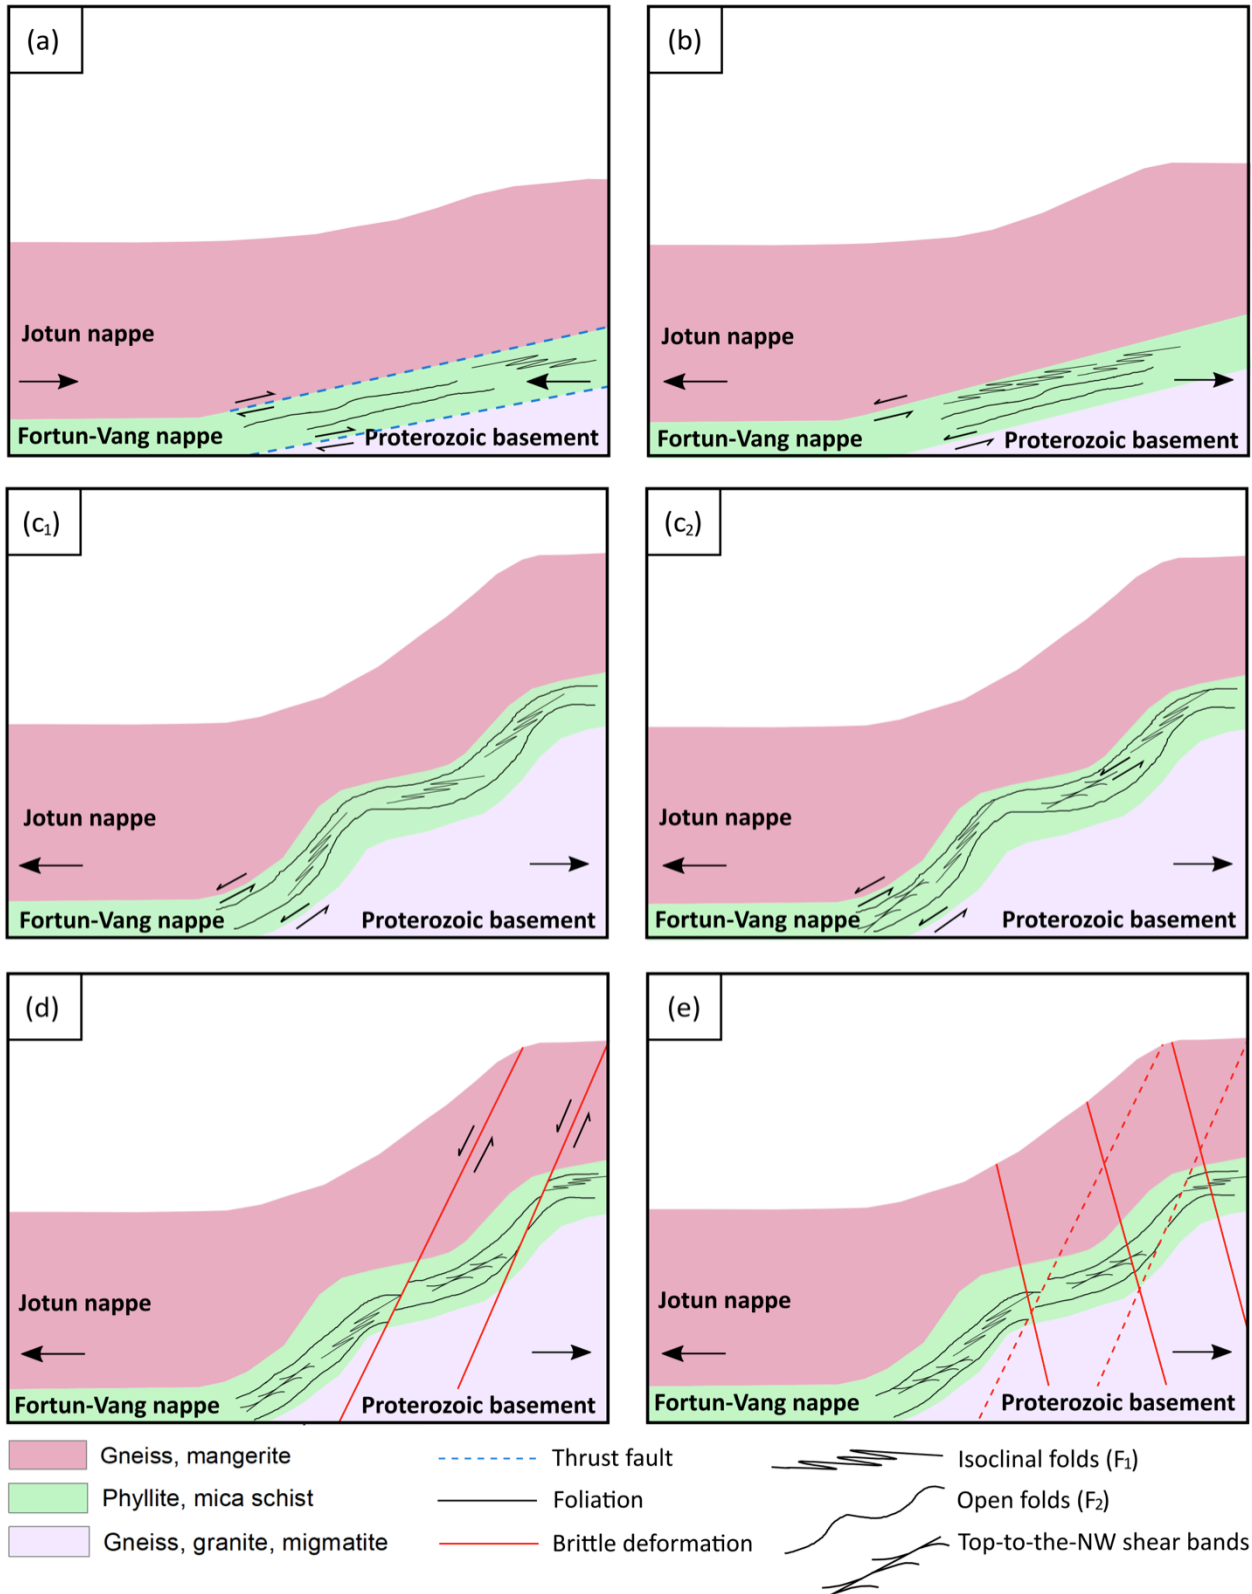 (a)
Jotun nappe
Fortun-Vang nappe
Proterozoic basement
(b)
Jotun nappe
Fortun-Vang nappe
Proterozoic basement
(c₁)
Jotun nappe
Fortun-Vang nappe
Proterozoic basement
(c₂)
Jotun nappe
Fortun-Vang nappe
Proterozoic basement
(d)
Jotun nappe
Fortun-Vang nappe
Proterozoic basement
(e)
Jotun nappe
Fortun-Vang nappe
Proterozoic basement
Gneiss, mangerite
Phyllite, mica schist
Gneiss, granite, migmatite
Thrust fault
Foliation
Brittle deformation
Isoclinal folds (F₁)
Open folds (F₂)
Top-to-the-NW shear bands